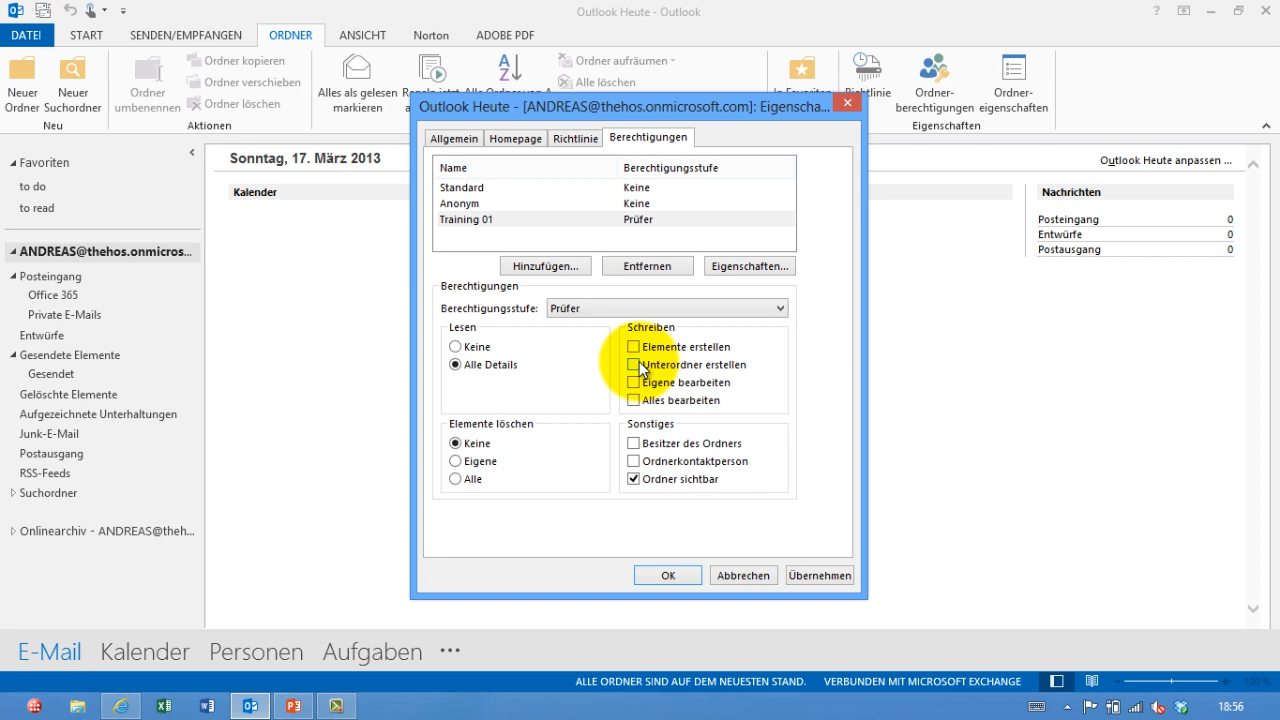 Outlook Heute - Outlook
DATEI START SENDEN/EMPFANGEN ORDNER ANSICHT Norton ADOBE PDF
Neuer Ordner
Neuer Suchordner
Neu
Ordner umbenennen
Ordner kopieren
Ordner verschieben
Ordner löschen
Aktionen
Alles als gelesen markieren
Ordner aufräumen
Alle löschen
Richtlinie
Ordner-berechtigungen
Ordner-eigenschaften
Eigenschaften
Favoriten
to do
to read
ANDREAS@thehos.onmicros...
Posteingang
Office 365
Private E-Mails
Entwürfe
Gesendete Elemente
Gesendet
Gelöschte Elemente
Aufgezeichnete Unterhaltungen
Junk-E-Mail
Postausgang
RSS-Feeds
Suchordner
Onlinearchiv - ANDREAS@theh...
Sonntag, 17. März 2013
Outlook Heute anpassen ...
Kalender
Nachrichten
Posteingang 0
Entwürfe 0
Postausgang 0
Outlook Heute - [ANDREAS@thehos.onmicrosoft.com]: Eigenscha...
Allgemein Homepage Richtlinie Berechtigungen
Name Berechtigungsstufe
Standard Keine
Anonym Keine
Training 01 Prüfer
Hinzufügen... Entfernen Eigenschaften...
Berechtigungen
Berechtigungsstufe: Prüfer
Lesen
Keine
Alle Details
Schreiben
Elemente erstellen
Unterordner erstellen
Eigene bearbeiten
Alles bearbeiten
Elemente löschen
Keine
Eigene
Alle
Sonstiges
Besitzer des Ordners
Ordnerkontaktperson
Ordner sichtbar
OK Abbrechen Übernehmen
E-Mail Kalender Personen Aufgaben •••
ALLE ORDNER SIND AUF DEM NEUESTEN STAND. VERBUNDEN MIT MICROSOFT EXCHANGE 100 %
18:56